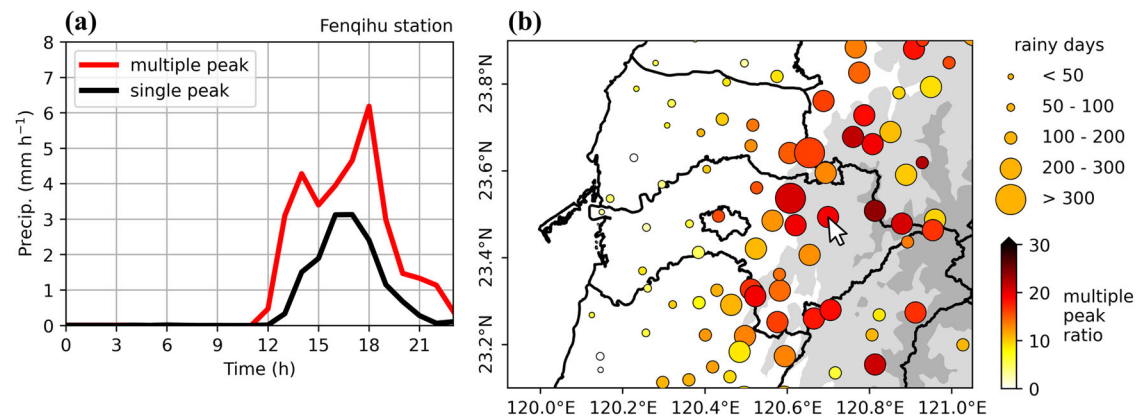 (a)
Fenqihu station
8
7
6
5
4
3
2
1
0
Precip. (mm h⁻¹)
multiple peak
single peak
0 3 6 9 12 15 18 21
Time (h)
(b)
23.8°N
23.6°N
23.4°N
23.2°N
120.0°E 120.2°E 120.4°E 120.6°E 120.8°E 121.0°E
rainy days
< 50
50 - 100
100 - 200
200 - 300
> 300
30
20
10
0
multiple
peak
ratio